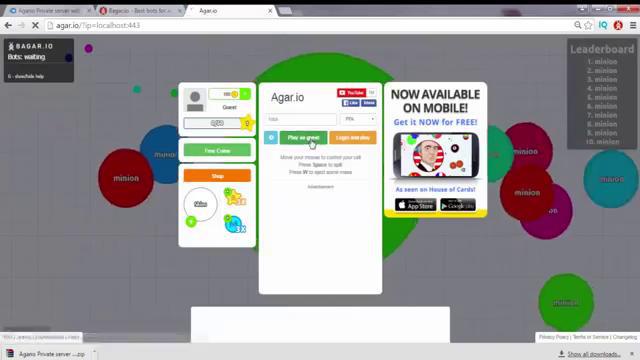 Agario Private server wit
Bagar.io - Best bots for ag
Agar.io
agar.io/?ip=localhost:443
BAGAR.IO
Bots: waiting
G - show/hide help
Leaderboard
1. minion
2. minion
3. minion
4. minion
5. minion
6. minion
7. minion
8. minion
9. minion
10. minion
Guest
Free Coins
Shop
Skins
3X
3X
Agar.io
YouTube
Like
Share
Nick
FFA
Play as guest
Login and play
Move your mouse to control your cell
Press Space to split
Press W to eject some mass
Advertisement
NOW AVAILABLE
ON MOBILE!
Get it NOW for FREE!
As seen on House of Cards!
App Store
Google play
minion
minion
minion
minion
minion
minion
Privacy Policy | Terms of Service | Changelog
Agario Private server ....zip
Show all downloads...